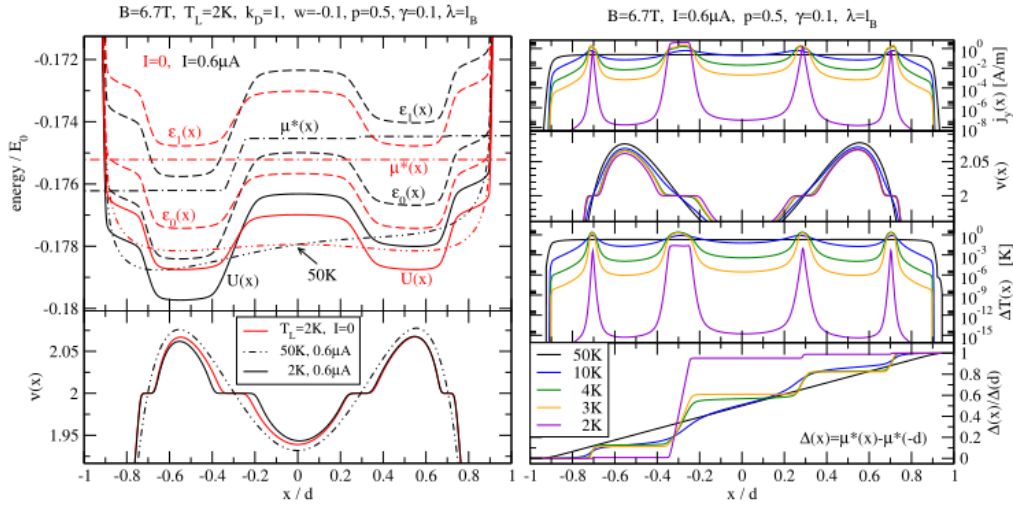 B=6.7T, T_L=2K, k_D=1, w=-0.1, p=0.5, γ=0.1, λ=l_B
energy / E_0
-0.172
-0.174
-0.176
-0.178
-0.18
I=0, I=0.6μA
ε_1(x)
ε_1(x)
μ*(x)
μ*(x)
ε_0(x)
ε_0(x)
50K
U(x)
U(x)
ν(x)
2.05
2
1.95
T_L=2K, I=0
50K, 0.6μA
2K, 0.6μA
-1 -0.8 -0.6 -0.4 -0.2 0 0.2 0.4 0.6 0.8 1
x / d
B=6.7T, I=0.6μA, p=0.5, γ=0.1, λ=l_B
10^0
10^-2
10^-4
10^-6
10^-8
j_y(x) [A/m]
2.05
2
ν(x)
10^0
10^-3
10^-6
10^-9
10^-12
10^-15
ΔT(x) [K]
50K
10K
4K
3K
2K
Δ(x)=μ*(x)-μ*(-d)
1.0
0.8
0.6
0.4
0.2
0
Δ(x)/Δ(d)
-1 -0.8 -0.6 -0.4 -0.2 0 0.2 0.4 0.6 0.8 1
x / d